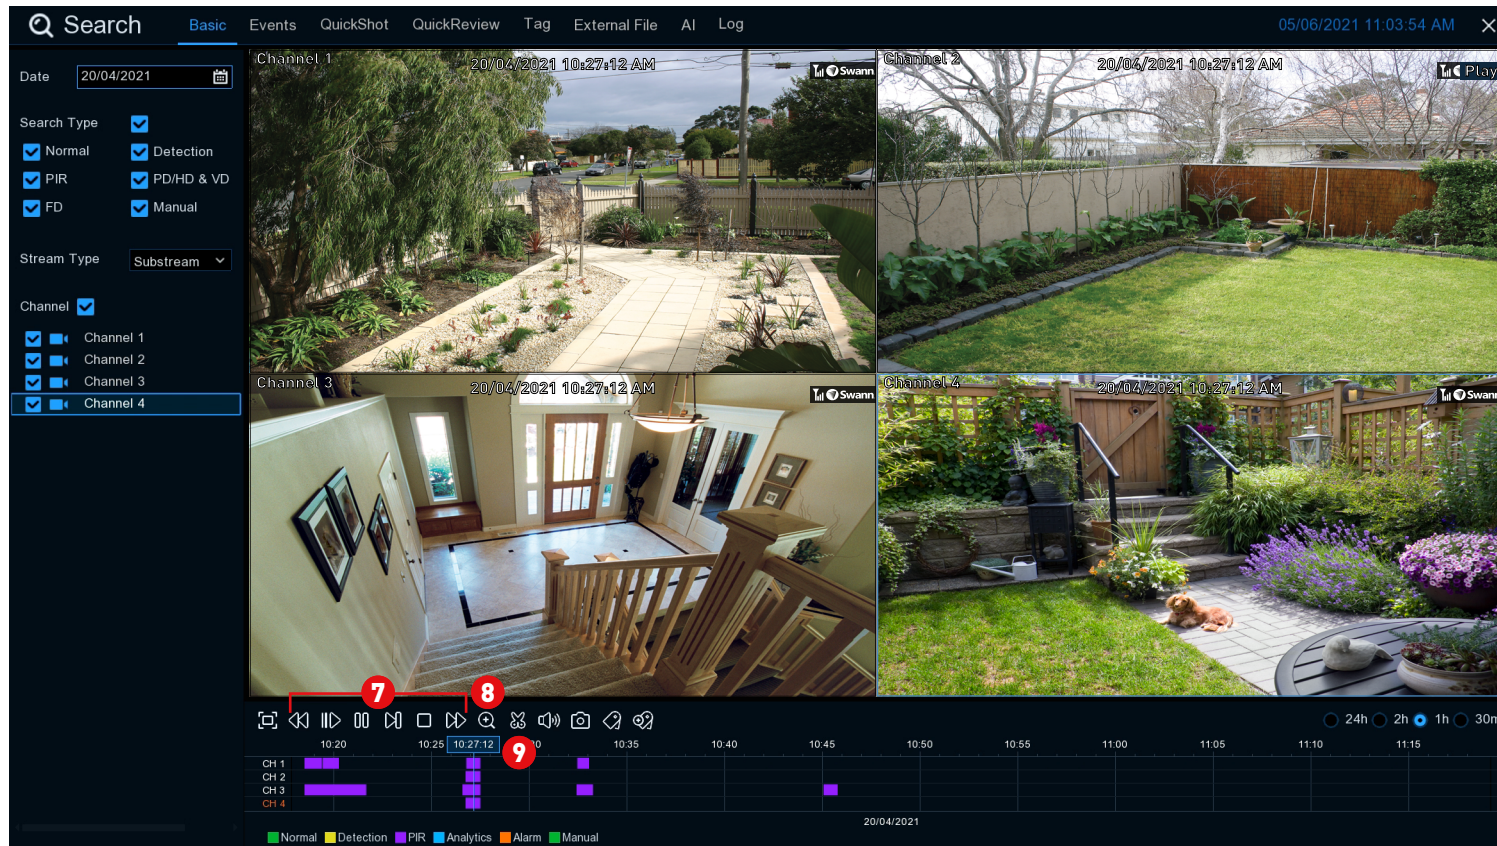 Search Basic Events QuickShot QuickReview Tag External File AI Log 05/06/2021 11:03:54 AM
Date 20/04/2021
Search Type
Normal Detection
PIR PD/HD & VD
FD Manual
Stream Type Substream
Channel
Channel 1
Channel 2
Channel 3
Channel 4
Channel 1 20/04/2021 10:27:12 AM Swann
Channel 2 20/04/2021 10:27:12 AM Play
Channel 3 20/04/2021 10:27:12 AM Swann
Channel 4 20/04/2021 10:27:12 AM Swann
7 8
24h 2h 1h 30m
10:20 10:25 10:27:12 30 10:35 10:40 10:45 10:50 10:55 11:00 11:05 11:10 11:15
9
CH 1
CH 2
CH 3
CH 4
20/04/2021
Normal Detection PIR Analytics Alarm Manual